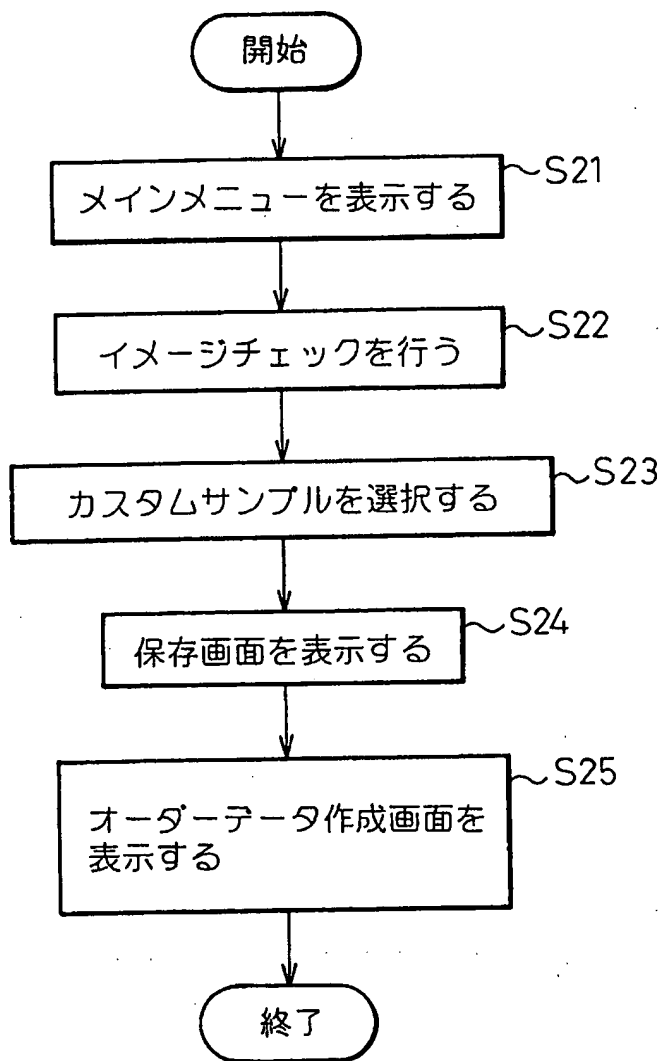 開始
メインメニューを表示する
S21
イメージチェックを行う
S22
カスタムサンプルを選択する
S23
保存画面を表示する
S24
オーダーデータ作成画面を
表示する
S25
終了